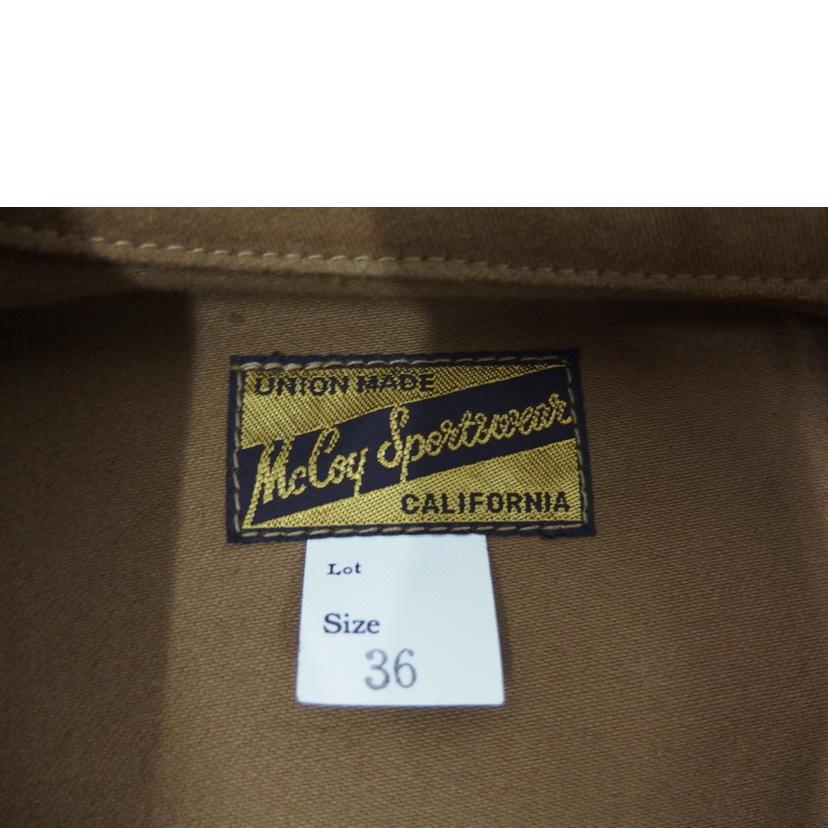 UNION MADE
McCoy Sportswear
CALIFORNIA
Lot
Size
36